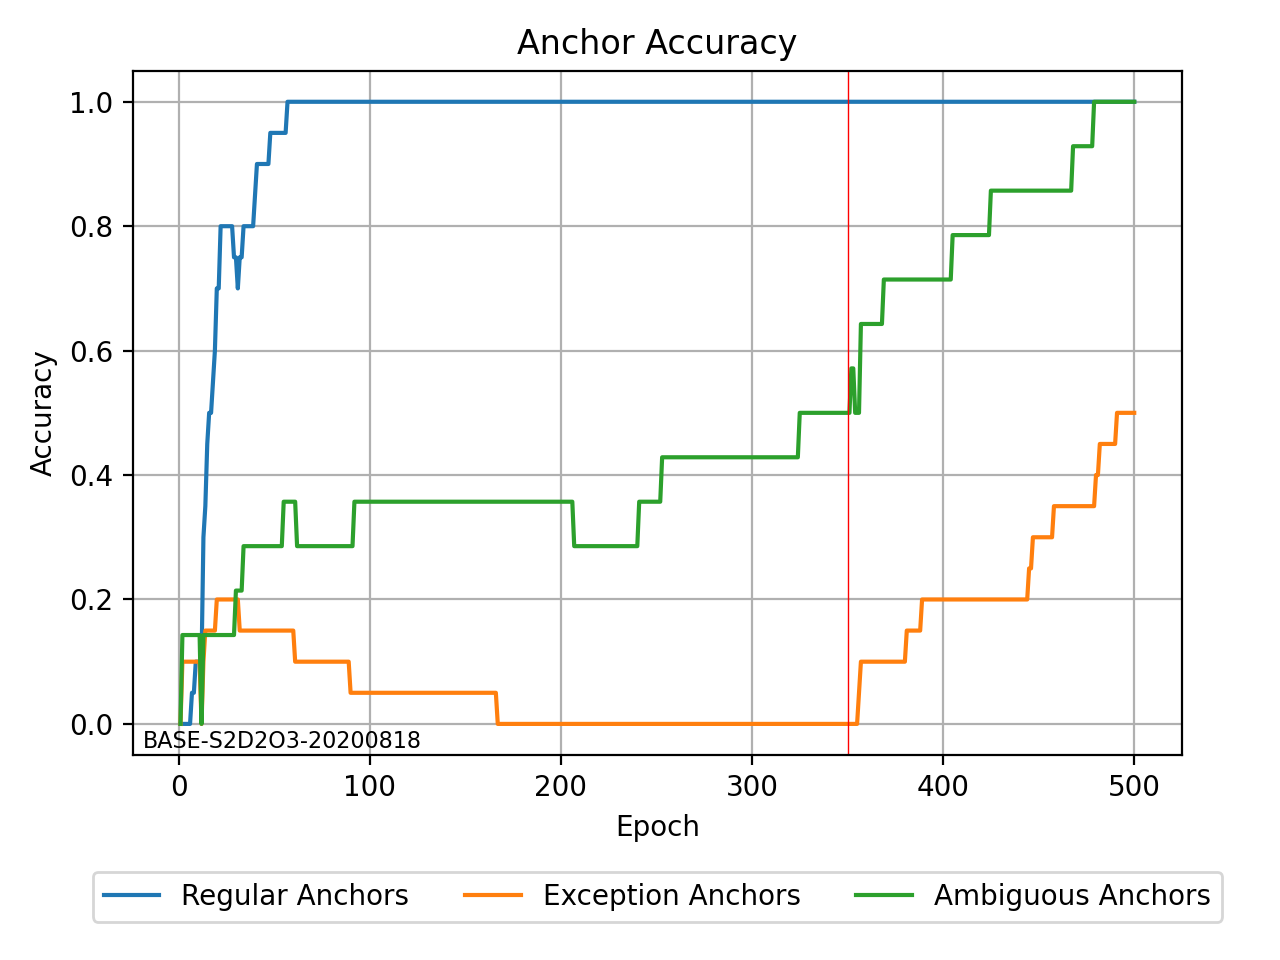 Anchor Accuracy
1.0
0.8
0.6
0.4
0.2
0.0
Accuracy
BASE-S2D2O3-20200818
0 100 200 300 400 500
Epoch
Regular Anchors Exception Anchors Ambiguous Anchors